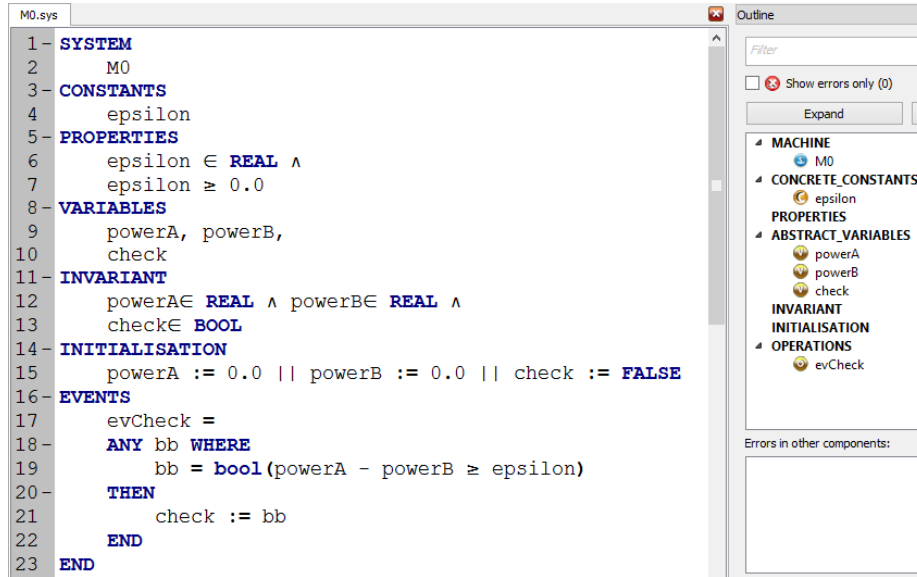 M0.sys
1 SYSTEM
2 M0
3 CONSTANTS
4 epsilon
5 PROPERTIES
6 epsilon ∈ REAL ∧
7 epsilon ≥ 0.0
8 VARIABLES
9 powerA, powerB,
10 check
11 INVARIANT
12 powerA∈ REAL ∧ powerB∈ REAL ∧
13 check∈ BOOL
14 INITIALISATION
15 powerA := 0.0 || powerB := 0.0 || check := FALSE
16 EVENTS
17 evCheck =
18 ANY bb WHERE
19 bb = bool(powerA - powerB ≥ epsilon)
20 THEN
21 check := bb
22 END
23 END
Outline
Filter
Show errors only (0)
Expand
MACHINE
M0
CONCRETE_CONSTANTS
epsilon
PROPERTIES
ABSTRACT_VARIABLES
powerA
powerB
check
INVARIANT
INITIALISATION
OPERATIONS
evCheck
Errors in other components: